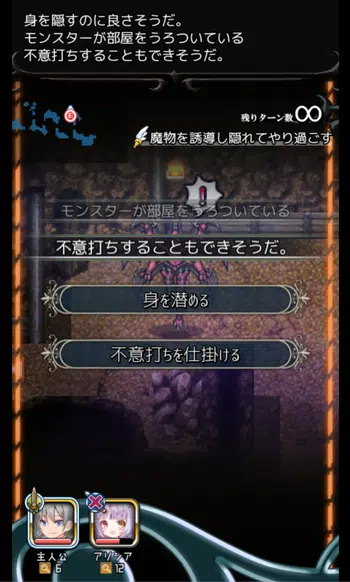 身を隠すのに良さそうだ。
モンスターが部屋をうろついている
不意打ちすることもできそうだ。
E
残りターン数∞
魔物を誘導し隠れてやり過ごす
モンスターが部屋をうろついている
不意打ちすることもできそうだ。
身を潜める
不意打ちを仕掛ける
主人公
アリシア
6
12